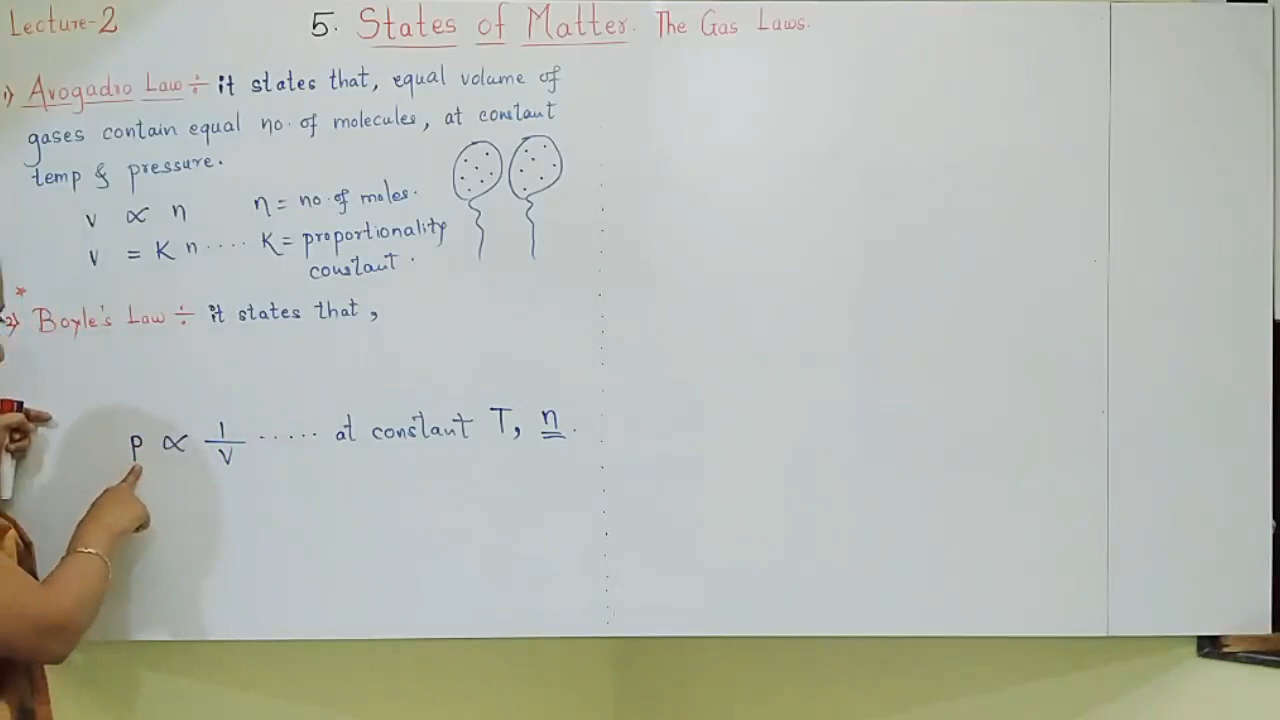 Lecture-2
5. States of Matter. The Gas Laws.
1) Avogadro Law ÷ it states that, equal volume of
gases contain equal no. of molecules, at constant
temp & pressure.
v ∝ n n = no. of moles.
v = K n .... K = proportionality
constant.
*
2) Boyle's Law ÷ it states that,
p ∝ 1/v ..... at constant T, n.